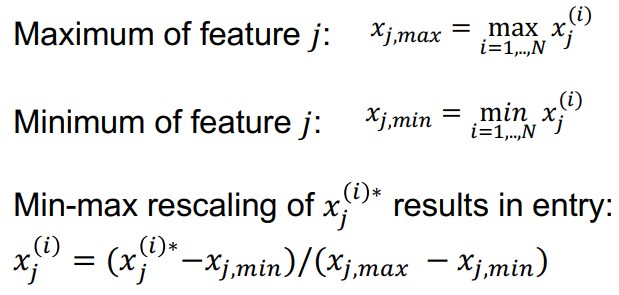 Maximum of feature j: x_{j,max} = max_{i=1,..,N} x_j^{(i)}
Minimum of feature j: x_{j,min} = min_{i=1,..,N} x_j^{(i)}
Min-max rescaling of x_j^{(i)*} results in entry:
x_j^{(i)} = (x_j^{(i)*}−x_{j,min})/(x_{j,max} − x_{j,min})